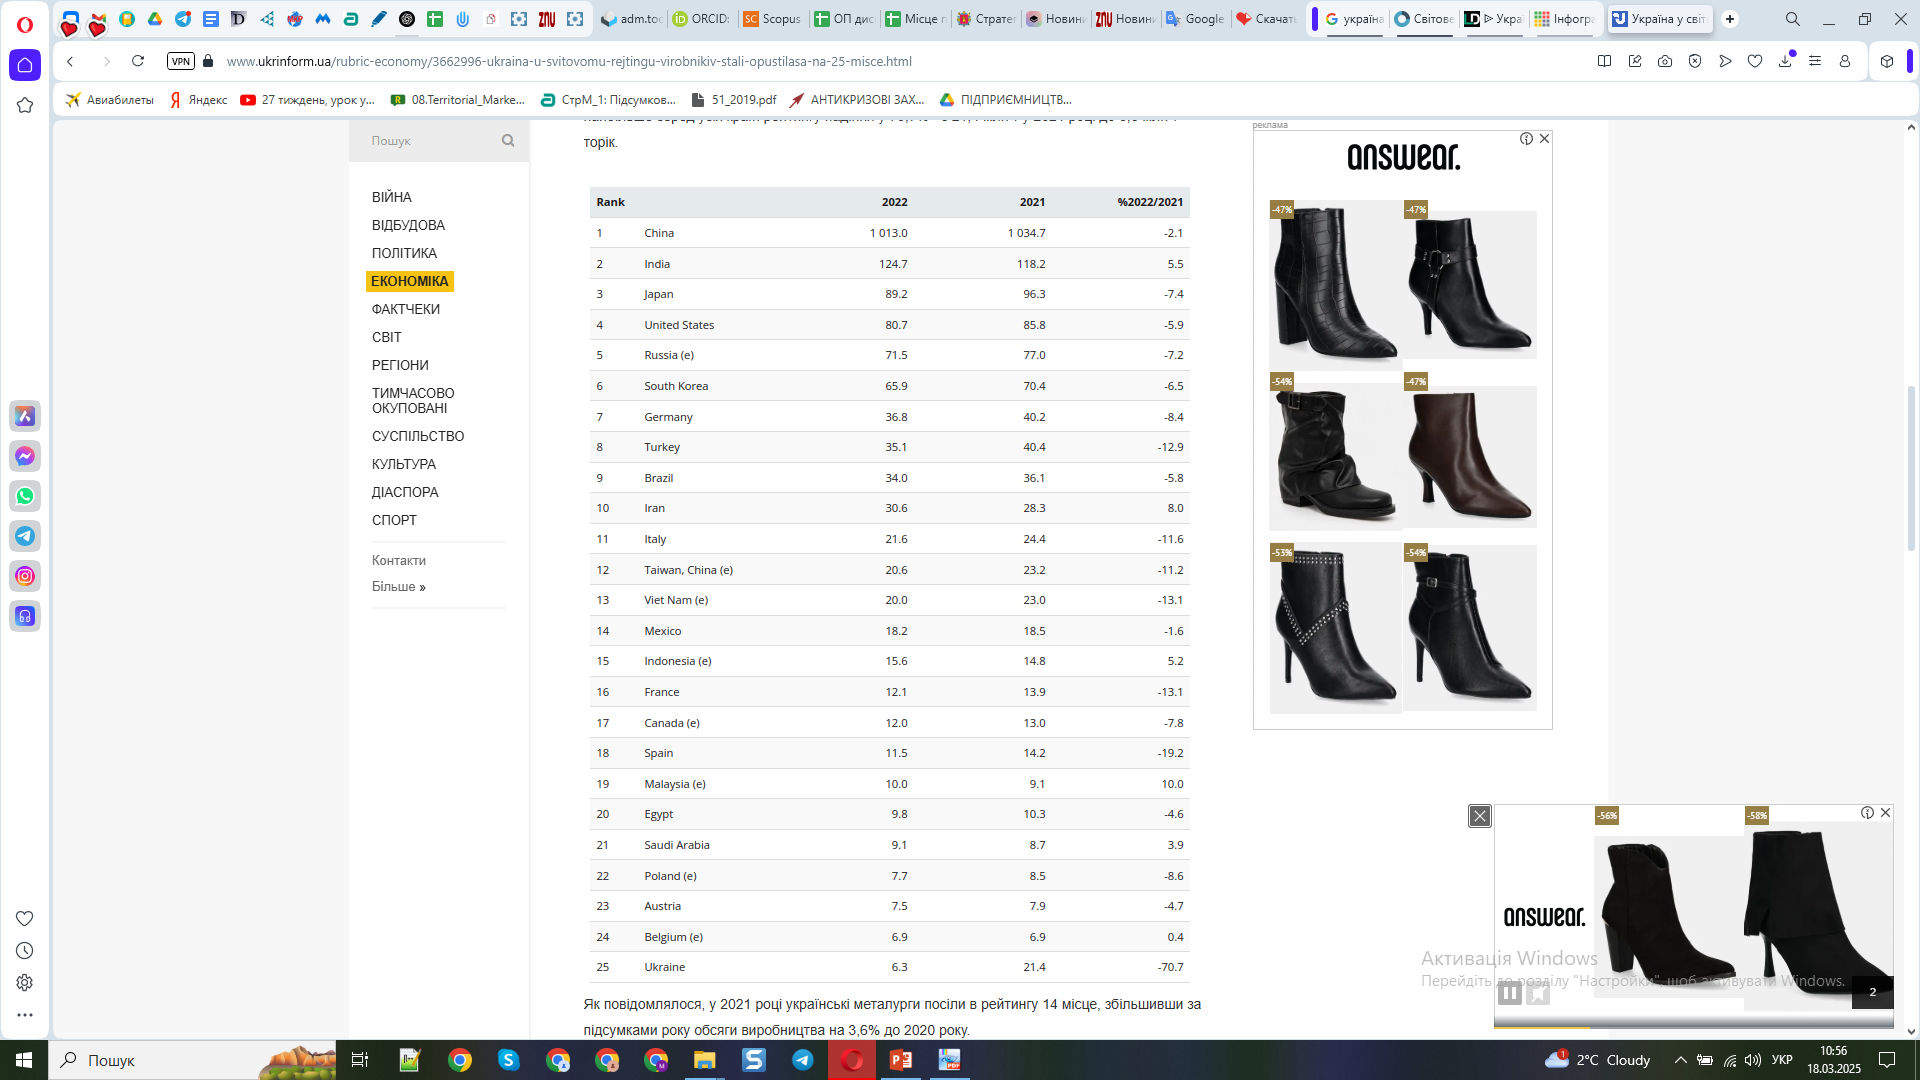 adm.to
ORCID:
Scopus
ОП дис
Місце п
Страте
Новини
Новини
Google
Скачать
україна
Світове
Укра
Інфогр
Україна у світ
VPN
www.ukrinform.ua/rubric-economy/3662996-ukraina-u-svitovomu-rejtingu-virobnikiv-stali-opustilasa-na-25-misce.html
Авиабилеты
Яндекс
27 тиждень, урок у...
08.Territorial_Marke...
СтрМ_1: Підсумков...
51_2019.pdf
АНТИКРИЗОВІ ЗАХ...
ПІДПРИЄМНИЦТВ...
Пошук
ВІЙНА
ВІДБУДОВА
ПОЛІТИКА
ЕКОНОМІКА
ФАКТЧЕКИ
СВІТ
РЕГІОНИ
ТИМЧАСОВО
ОКУПОВАНІ
СУСПІЛЬСТВО
КУЛЬТУРА
ДІАСПОРА
СПОРТ
Контакти
Більше »
торік.
Rank 2022 2021 %2022/2021
1 China 1 013.0 1 034.7 -2.1
2 India 124.7 118.2 5.5
3 Japan 89.2 96.3 -7.4
4 United States 80.7 85.8 -5.9
5 Russia (e) 71.5 77.0 -7.2
6 South Korea 65.9 70.4 -6.5
7 Germany 36.8 40.2 -8.4
8 Turkey 35.1 40.4 -12.9
9 Brazil 34.0 36.1 -5.8
10 Iran 30.6 28.3 8.0
11 Italy 21.6 24.4 -11.6
12 Taiwan, China (e) 20.6 23.2 -11.2
13 Viet Nam (e) 20.0 23.0 -13.1
14 Mexico 18.2 18.5 -1.6
15 Indonesia (e) 15.6 14.8 5.2
16 France 12.1 13.9 -13.1
17 Canada (e) 12.0 13.0 -7.8
18 Spain 11.5 14.2 -19.2
19 Malaysia (e) 10.0 9.1 10.0
20 Egypt 9.8 10.3 -4.6
21 Saudi Arabia 9.1 8.7 3.9
22 Poland (e) 7.7 8.5 -8.6
23 Austria 7.5 7.9 -4.7
24 Belgium (e) 6.9 6.9 0.4
25 Ukraine 6.3 21.4 -70.7
Як повідомлялося, у 2021 році українські металурги посіли в рейтингу 14 місце, збільшивши за
підсумками року обсяги виробництва на 3,6% до 2020 року.
реклама
answear.
-47% -47%
-54% -47%
-53% -54%
-56% -58%
answear.
Активація Windows
Перейдіть до розділу "Настройки", щоб активувати Windows.
2
Пошук
1
2°C Cloudy
УКР
10:56
18.03.2025